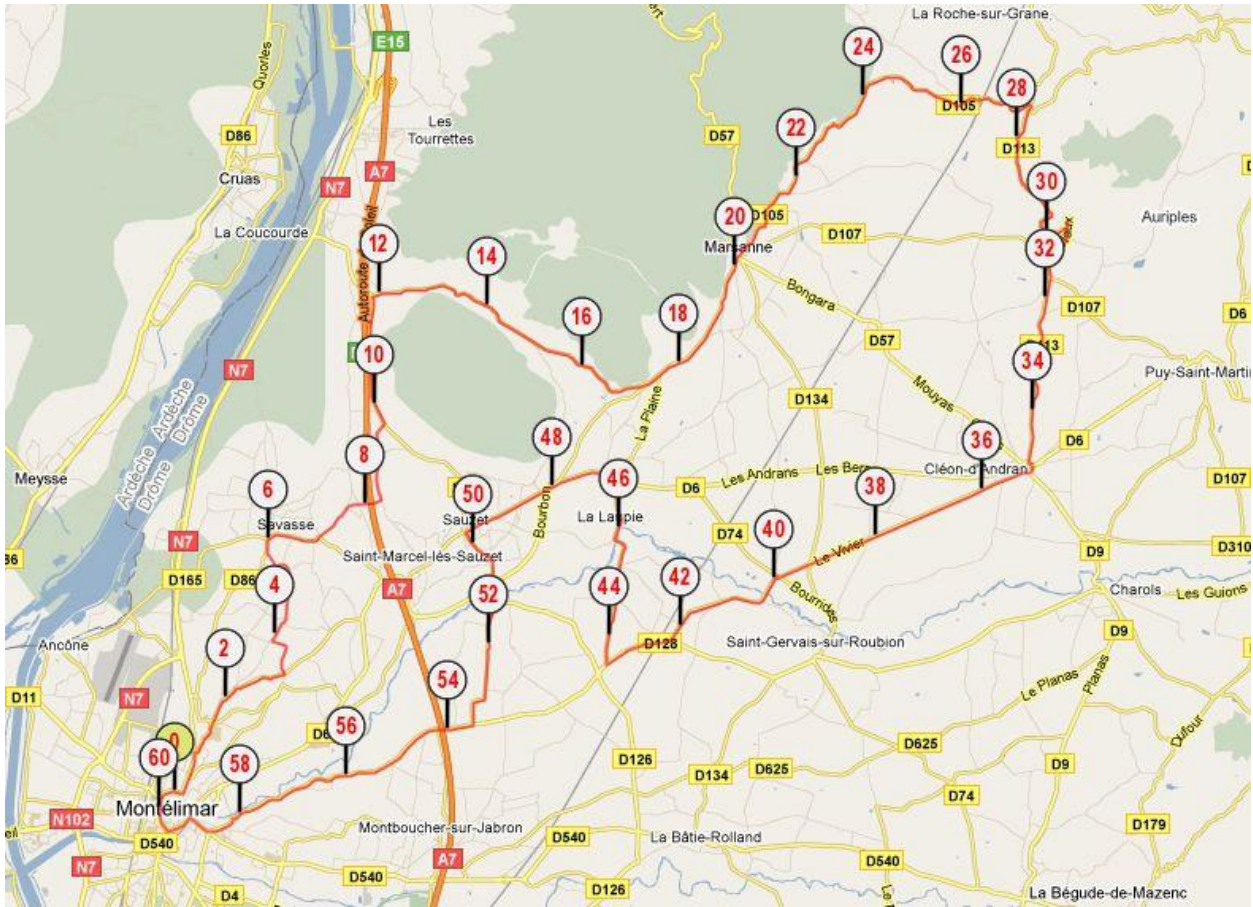 La Roche-sur-Grane
E15
Quorles
24
26
D105
28
Les
Tourrettes
D57
22
D86
A7
D113
Cruas
N7
30
Auriples
20
D105
La Coucourde
12
14
Marsanne
D107
32
Bongara
D107
D6
16
18
10
D57
34
Puy-Saint-Martin
N7
La Plaine
D134
Mouyas
Ardèche
Drôme
48
D6
36
8
46
Les Andrans
Cléon-d'Andran
Meysse
6
50
D6
38
D107
Savasse
Sauzet
Bourbon
D74
40
Le Vivier
N7
Saint-Marcel-lès-Sauzet
D9
D310
D165
D86
4
A7
52
44
42
Bourrides
Charols
Les Guions
Ancône
2
D128
Saint-Gervais-sur-Roubion
D9
D11
N7
54
Le Planas
Planas
Dufour
0
56
60
58
D126
D134
D625
D625
D9
D74
Montélimar
N102
Montboucher-sur-Jabron
D540
La Bâtie-Rolland
D179
D540
N7
A7
D540
D540
D4
D126
La Bégude-de-Mazenc